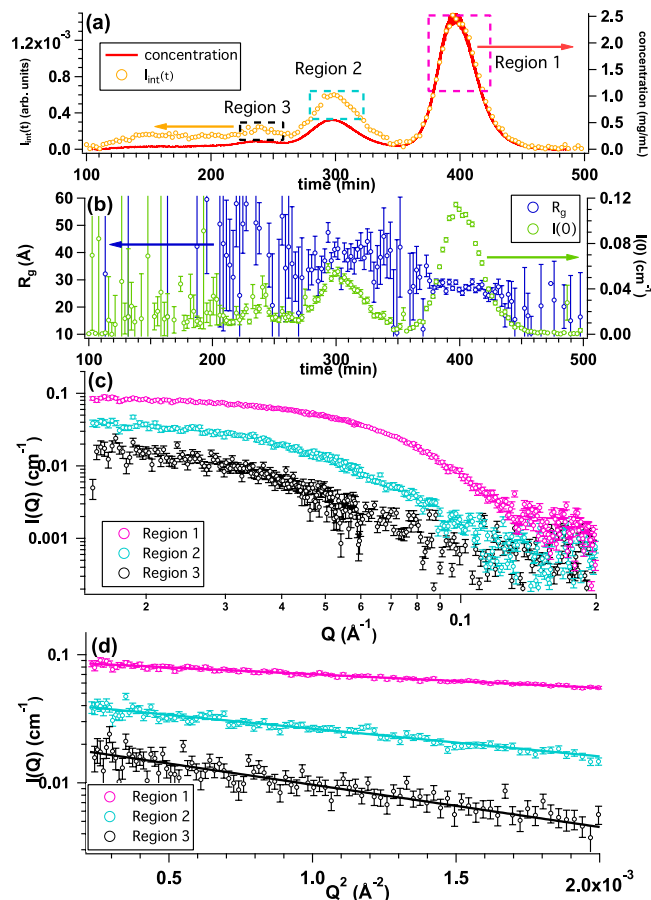 (a)
1.2x10⁻³
0.8
0.4
0.0
I_int(t) (arb. units)
concentration
I_int(t)
Region 3
Region 2
Region 1
2.5
2.0
1.5
1.0
0.5
0.0
concentration (mg/mL)
100 200 300 400 500
time (min)
(b)
60
50
40
30
20
10
R_g (Å)
R_g
I(0)
0.12
0.08
0.04
0.00
I(0) (cm⁻¹)
100 200 300 400 500
time (min)
(c)
0.1
0.01
0.001
I(Q) (cm⁻¹)
Region 1
Region 2
Region 3
2 3 4 5 6 7 8 9 0.1 2
Q (Å⁻¹)
(d)
0.1
0.01
I(Q) (cm⁻¹)
Region 1
Region 2
Region 3
0.5 1.0 1.5 2.0x10⁻³
Q² (Å⁻²)